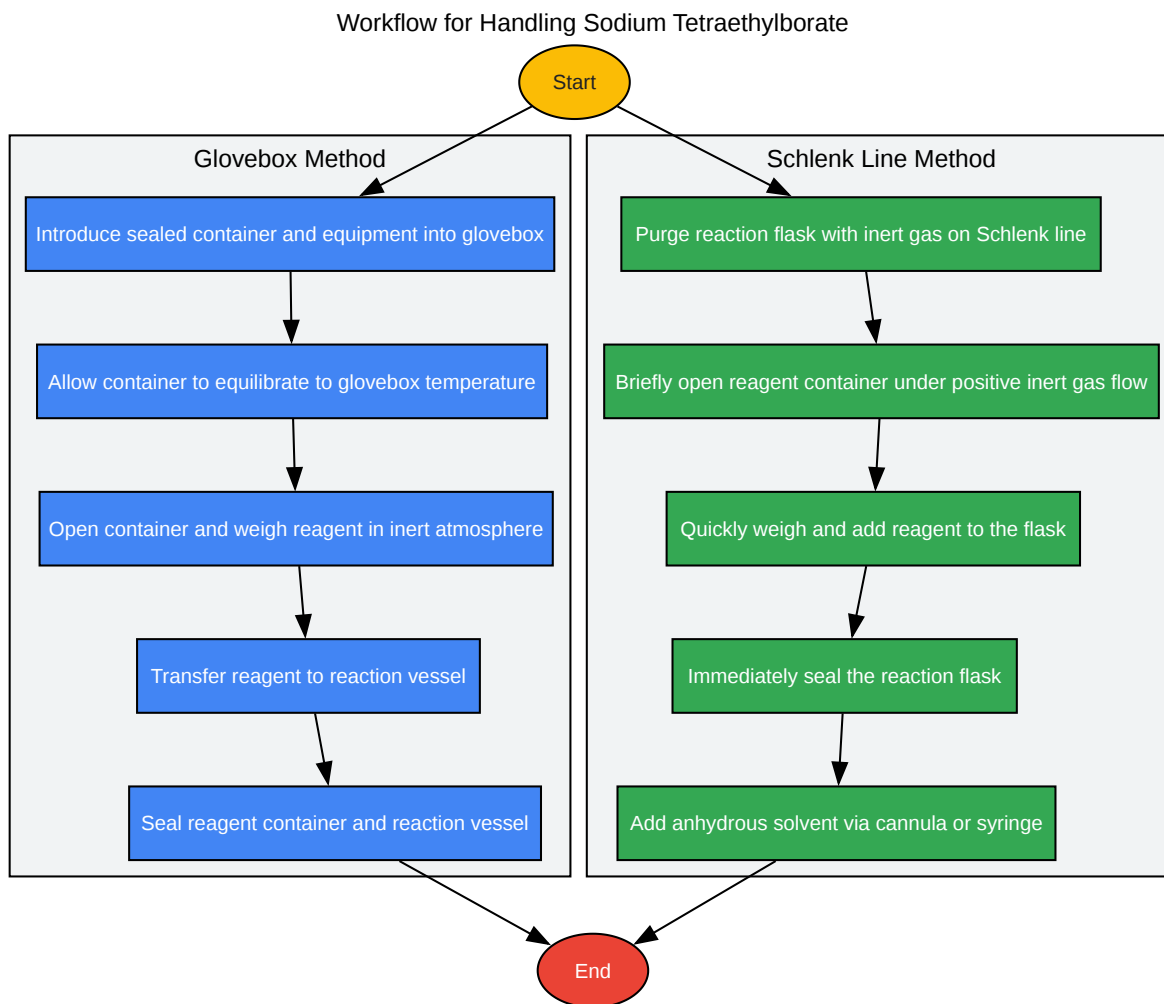 Workflow for Handling Sodium Tetraethylborate
Start
Glovebox Method
Introduce sealed container and equipment into glovebox
Allow container to equilibrate to glovebox temperature
Open container and weigh reagent in inert atmosphere
Transfer reagent to reaction vessel
Seal reagent container and reaction vessel
Schlenk Line Method
Purge reaction flask with inert gas on Schlenk line
Briefly open reagent container under positive inert gas flow
Quickly weigh and add reagent to the flask
Immediately seal the reaction flask
Add anhydrous solvent via cannula or syringe
End